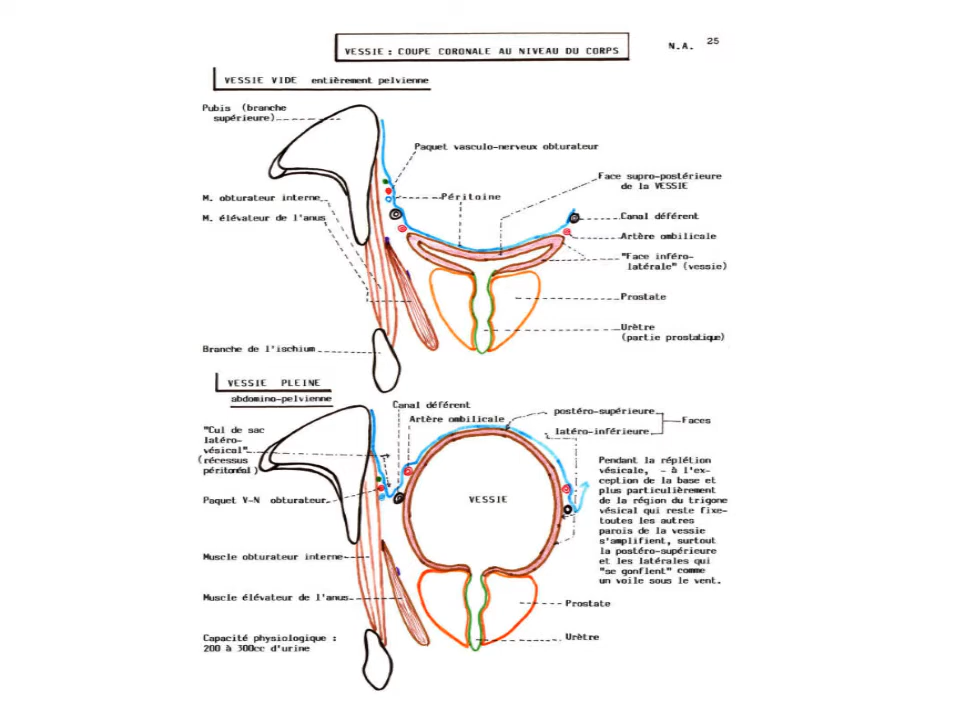 VESSIE : COUPE CORONALE AU NIVEAU DU CORPS
N.A. 25
VESSIE VIDE entièrement pelvienne
Pubis (branche
supérieure)
Paquet vasculo-nerveux obturateur
Face supro-postérieure
de la VESSIE
M. obturateur interne
Péritoine
M. élévateur de l'anus
Canal déférent
Artère ombilicale
"Face inféro-
latérale" (vessie)
Prostate
Urètre
(partie prostatique)
Branche de l'ischium
VESSIE PLEINE
abdomino-pelvienne
Canal déférent
Artère ombilicale
postéro-supérieure
Faces
latéro-inférieure
"Cul de sac
latéro-
vésical"
(récessus
péritonéal)
Paquet V-N obturateur
VESSIE
Pendant la réplétion
vésicale, - à l'ex-
ception de la base et
plus particulièrement
de la région du trigone
vésical qui reste fixe-
toutes les autres
parois de la vessie
s'amplifient, surtout
la postéro-supérieure
et les latérales qui
"se gonflent" comme
un voile sous le vent.
Muscle obturateur interne
Muscle élévateur de l'anus
Prostate
Urètre
Capacité physiologique :
200 à 300cc d'urine